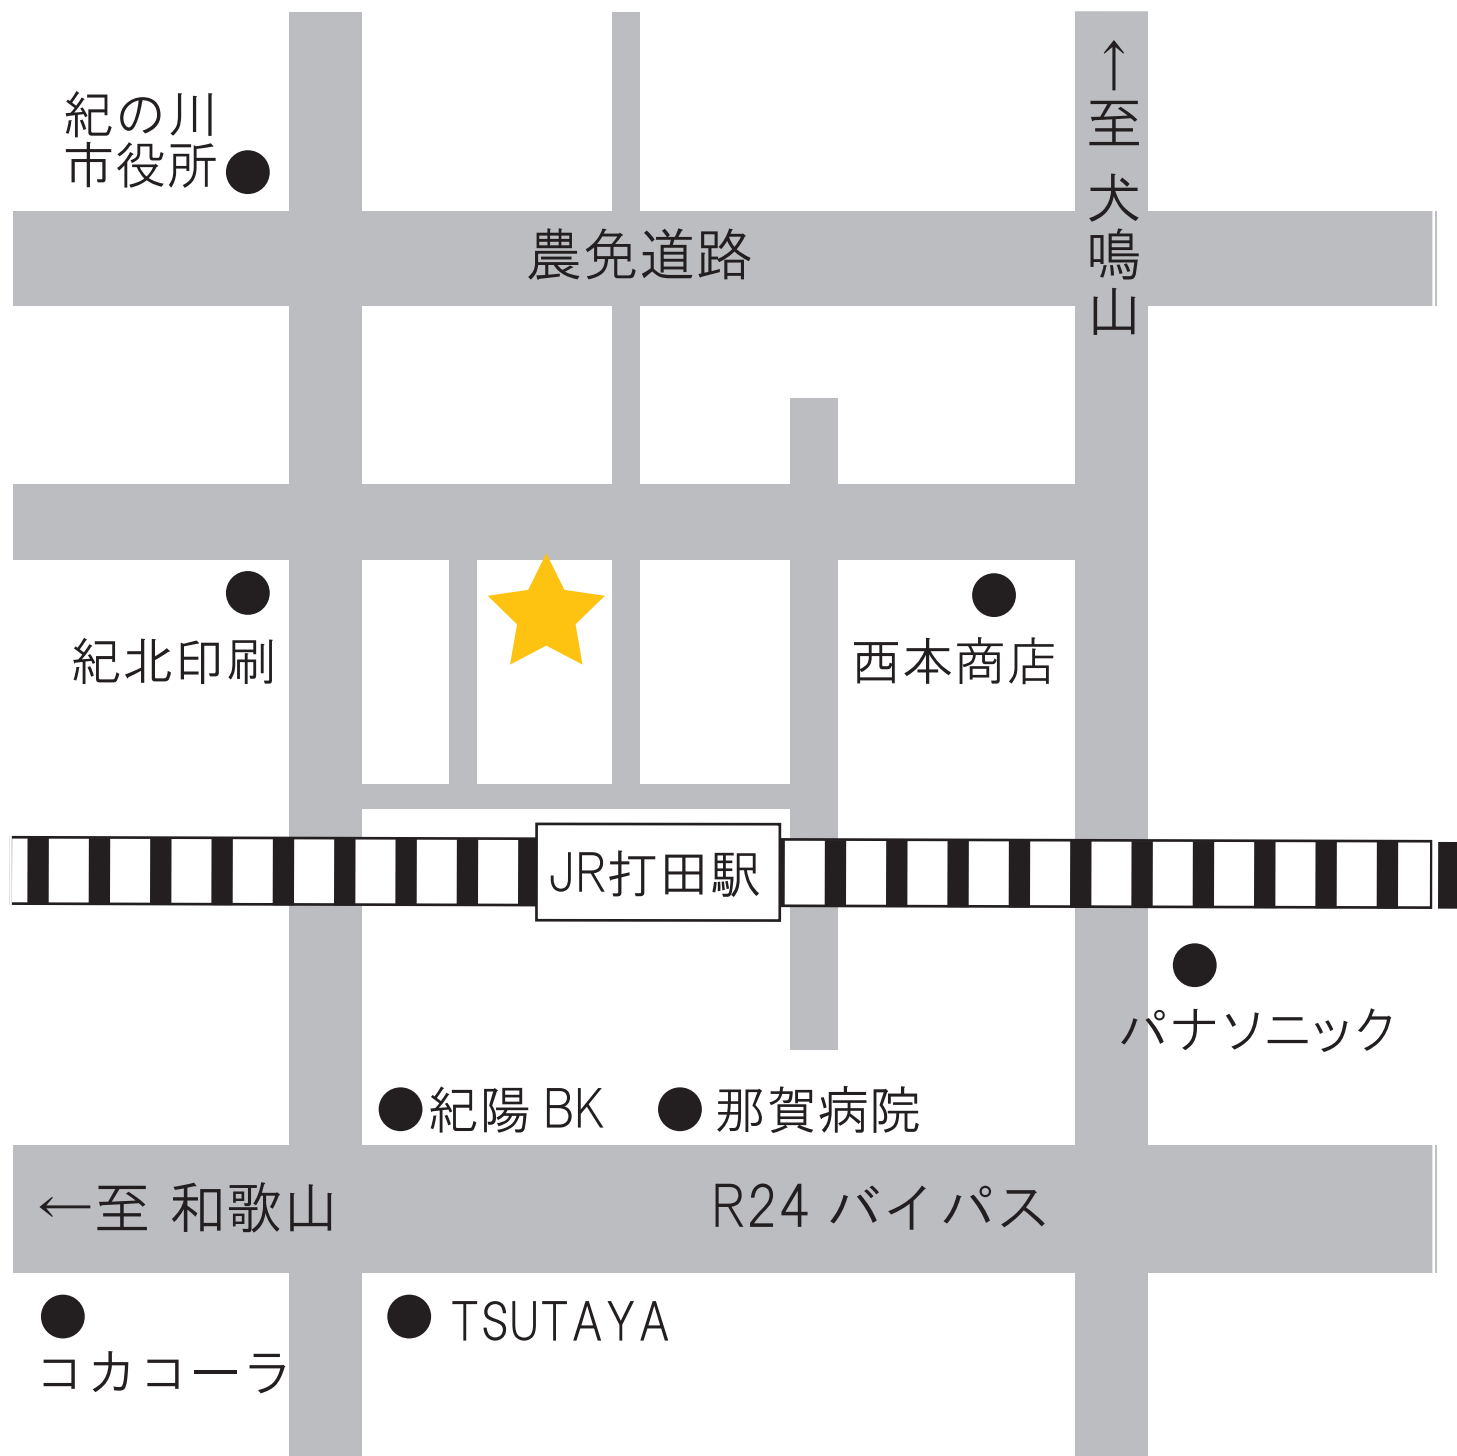 紀の川
市役所
↑至 犬鳴山
農免道路
紀北印刷
西本商店
JR打田駅
パナソニック
紀陽 BK
那賀病院
←至 和歌山
R24 バイパス
TSUTAYA
コカコーラ